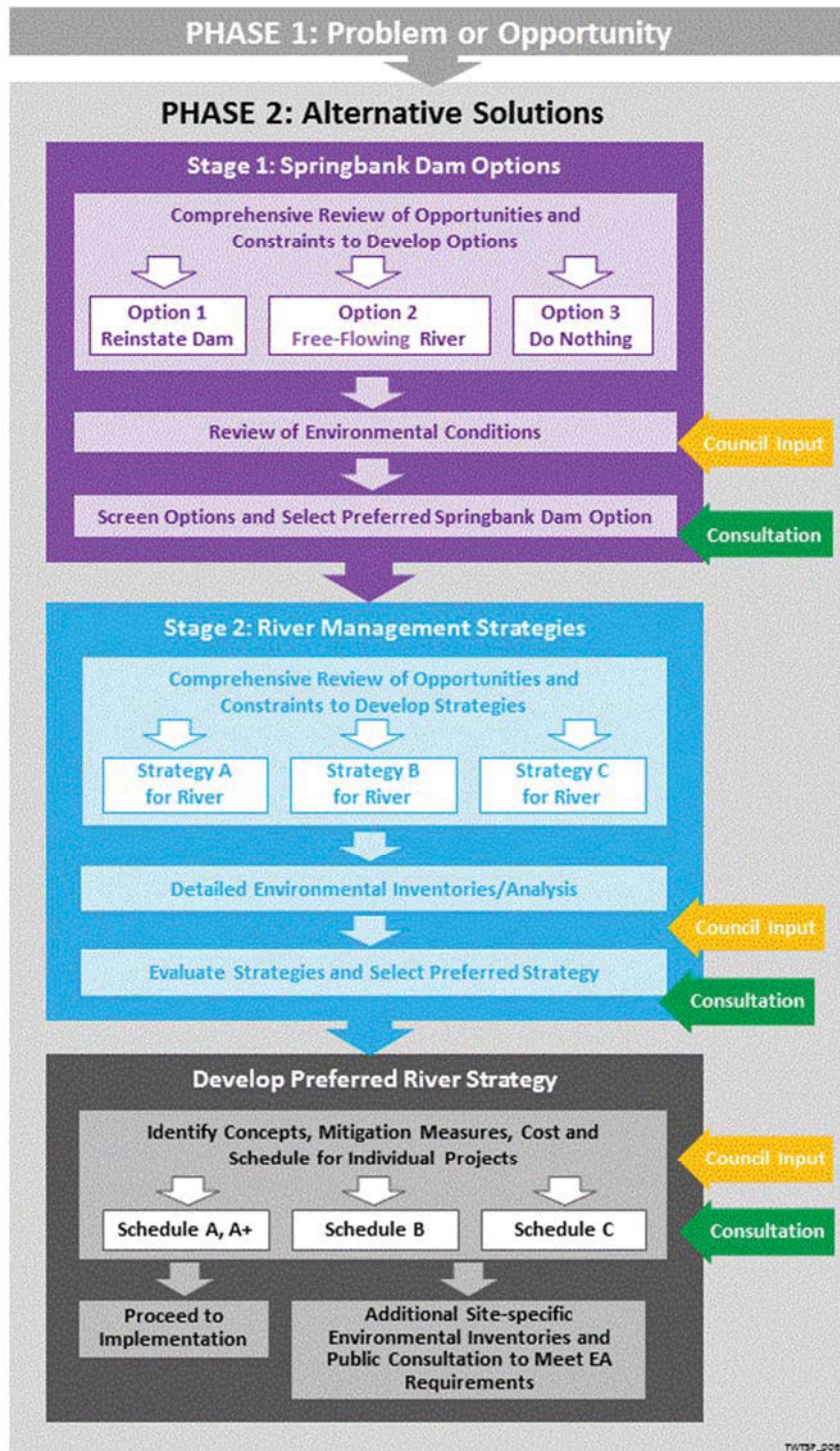 PHASE 1: Problem or Opportunity
PHASE 2: Alternative Solutions
Stage 1: Springbank Dam Options
Comprehensive Review of Opportunities and
Constraints to Develop Options
Option 1
Reinstate Dam
Option 2
Free-Flowing River
Option 3
Do Nothing
Review of Environmental Conditions
Council Input
Screen Options and Select Preferred Springbank Dam Option
Consultation
Stage 2: River Management Strategies
Comprehensive Review of Opportunities and
Constraints to Develop Strategies
Strategy A
for River
Strategy B
for River
Strategy C
for River
Detailed Environmental Inventories/Analysis
Council Input
Evaluate Strategies and Select Preferred Strategy
Consultation
Develop Preferred River Strategy
Identify Concepts, Mitigation Measures, Cost and
Schedule for Individual Projects
Council Input
Schedule A, A+
Schedule B
Schedule C
Consultation
Proceed to
Implementation
Additional Site-specific
Environmental Inventories and
Public Consultation to Meet EA
Requirements